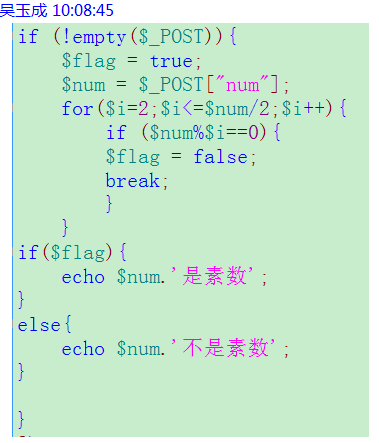 吴玉成 10:08:45
if (!empty($_POST)){
    $flag = true;
    $num = $_POST["num"];
    for($i=2;$i<=$num/2;$i++){
        if ($num%$i==0){
        $flag = false;
        break;
        }
    }
if($flag){
    echo $num.'是素数';
}
else{
    echo $num.'不是素数';
}

}